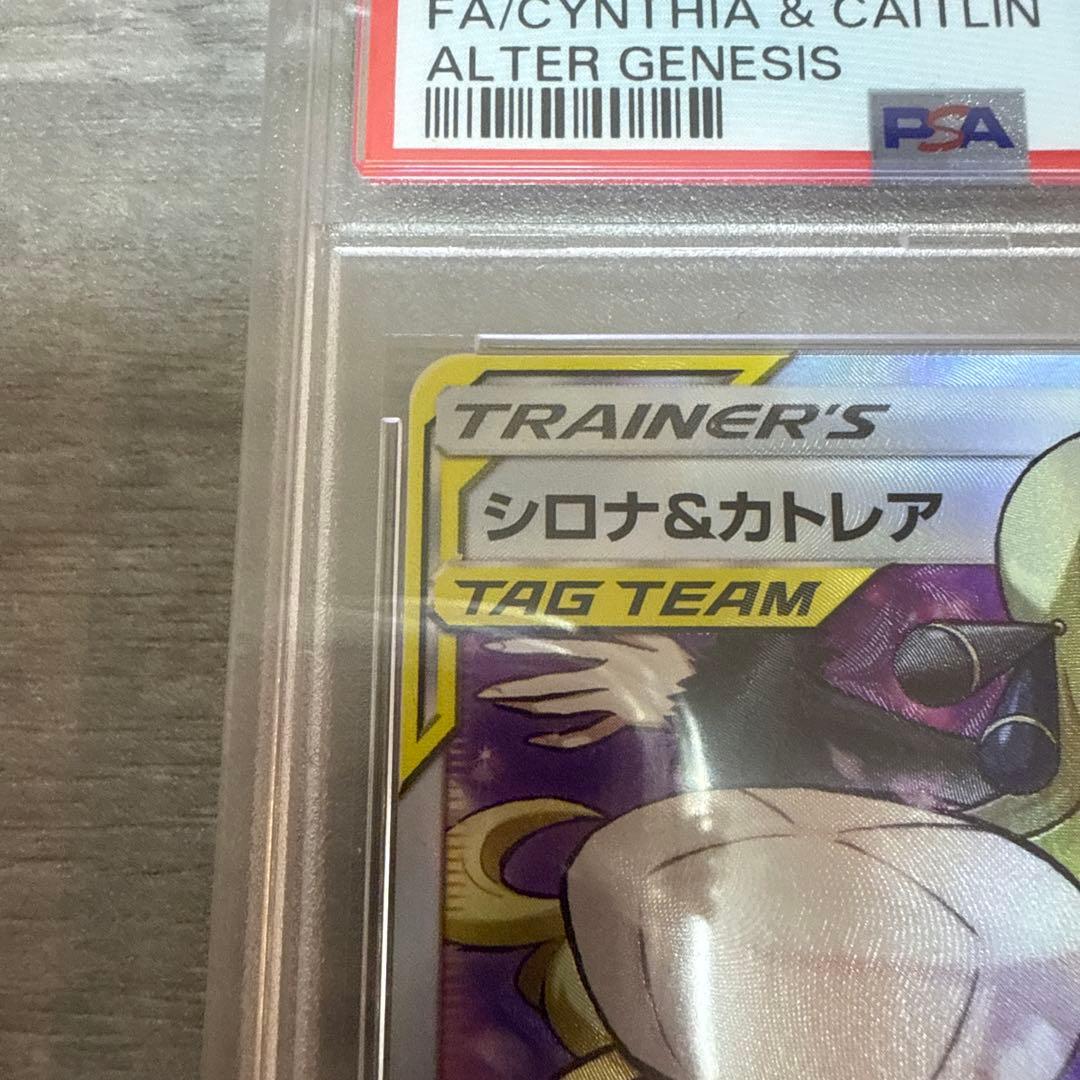 FA/CYNTHIA & CAITLIN
ALTER GENESIS
PSA
TRAINER'S
シロナ&カトレア
TAG TEAM